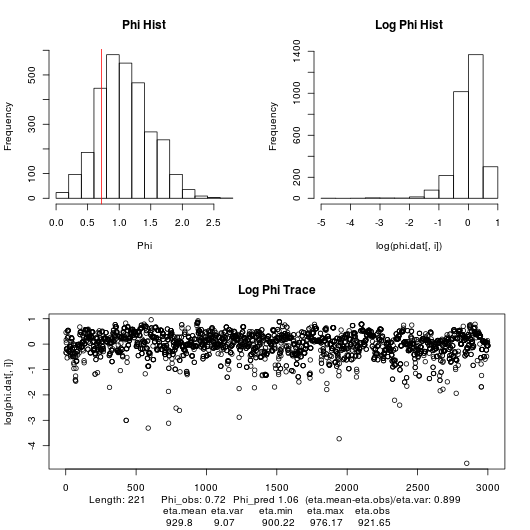 Phi Hist
Log Phi Hist
Frequency
0 100 300 500
0.0 0.5 1.0 1.5 2.0 2.5
Phi
Frequency
0 200 600 1000 1400
-5 -4 -3 -2 -1 0 1
log(phi.dat[, i])
Log Phi Trace
log(phi.dat[, i])
1 0 -1 -2 -3 -4
0 500 1000 1500 2000 2500 3000
Length: 221 Phi_obs: 0.72 Phi_pred 1.06 (eta.mean-eta.obs)/eta.var: 0.899
eta.mean eta.var eta.min eta.max eta.obs
929.8 9.07 900.22 976.17 921.65